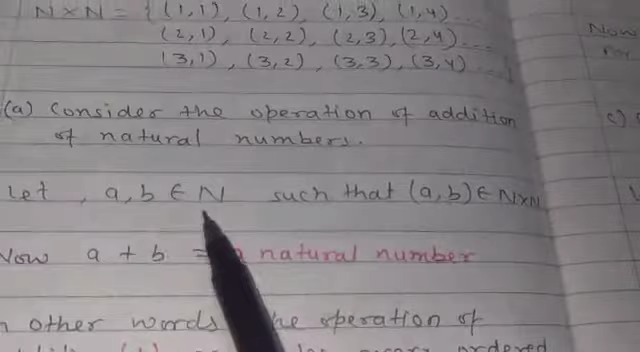 N×N = { (1,1), (1,2), (1,3), (1,4)...
(2,1), (2,2), (2,3), (2,4)...
(3,1), (3,2), (3,3), (3,4)...}
Now
(a) Consider the operation of addition
c)
of natural numbers.
Let, a,b ∈ N such that (a,b) ∈ N×N
Now a + b = a natural number
other words the operation of
ordered